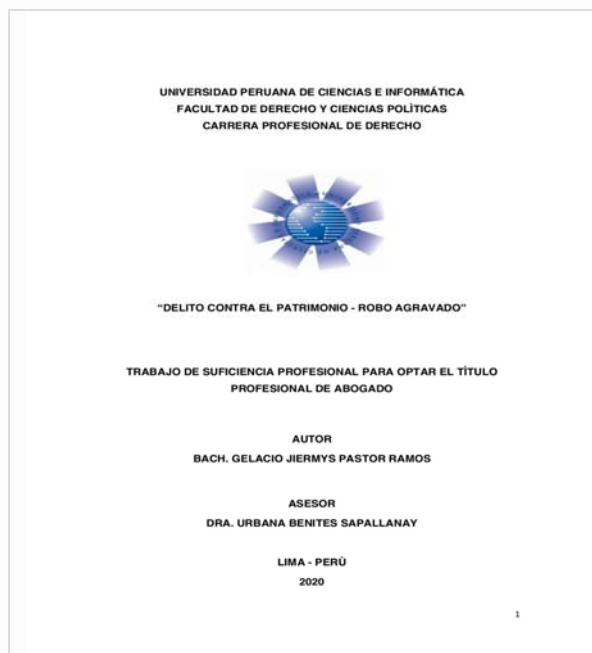 UNIVERSIDAD PERUANA DE CIENCIAS E INFORMÁTICA
FACULTAD DE DERECHO Y CIENCIAS POLÌTICAS
CARRERA PROFESIONAL DE DERECHO
“DELITO CONTRA EL PATRIMONIO - ROBO AGRAVADO”
TRABAJO DE SUFICIENCIA PROFESIONAL PARA OPTAR EL TÌTULO
PROFESIONAL DE ABOGADO
AUTOR
BACH. GELACIO JIERMYS PASTOR RAMOS
ASESOR
DRA. URBANA BENITES SAPALLANAY
LIMA - PERÙ
2020
1